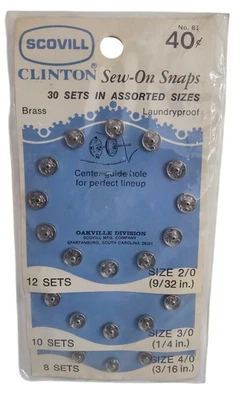 No. 81
SCOVILL
40¢
CLINTON® Sew-On Snaps
30 SETS IN ASSORTED SIZES
Brass
Laundryproof
Center guide hole
for perfect lineup
OAKVILLE DIVISION
SCOVILL MFG. COMPANY
SPARTANBURG, SOUTH CAROLINA 29301
12 SETS
SIZE 2/0
(9/32 in.)
10 SETS
SIZE 3/0
(1/4 in.)
8 SETS
SIZE 4/0
(3/16 in.)